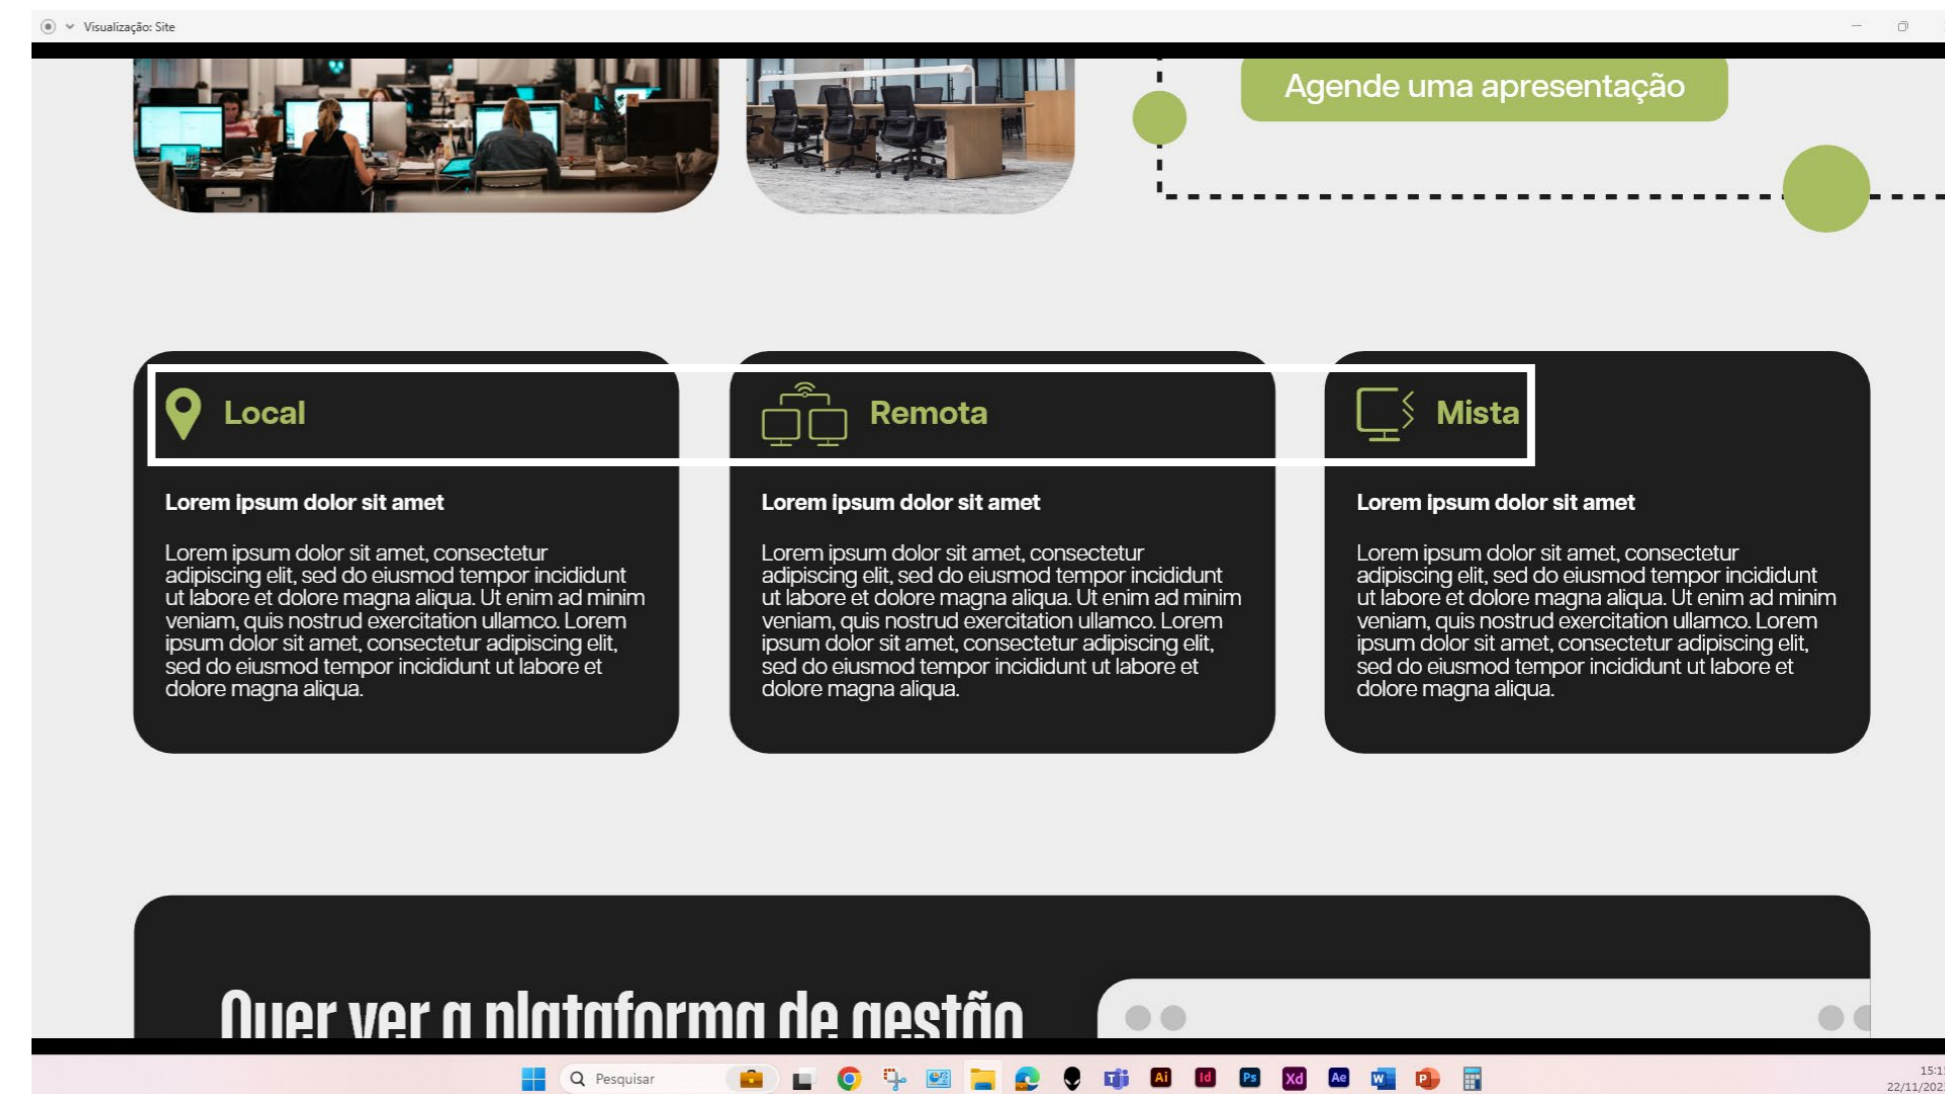 Visualização: Site
Agende uma apresentação
Local
Remota
Mista
Lorem ipsum dolor sit amet
Lorem ipsum dolor sit amet, consectetur
adipiscing elit, sed do eiusmod tempor incididunt
ut labore et dolore magna aliqua. Ut enim ad minim
veniam, quis nostrud exercitation ullamco. Lorem
ipsum dolor sit amet, consectetur adipiscing elit,
sed do eiusmod tempor incididunt ut labore et
dolore magna aliqua.
Lorem ipsum dolor sit amet
Lorem ipsum dolor sit amet, consectetur
adipiscing elit, sed do eiusmod tempor incididunt
ut labore et dolore magna aliqua. Ut enim ad minim
veniam, quis nostrud exercitation ullamco. Lorem
ipsum dolor sit amet, consectetur adipiscing elit,
sed do eiusmod tempor incididunt ut labore et
dolore magna aliqua.
Lorem ipsum dolor sit amet
Lorem ipsum dolor sit amet, consectetur
adipiscing elit, sed do eiusmod tempor incididunt
ut labore et dolore magna aliqua. Ut enim ad minim
veniam, quis nostrud exercitation ullamco. Lorem
ipsum dolor sit amet, consectetur adipiscing elit,
sed do eiusmod tempor incididunt ut labore et
dolore magna aliqua.
Quer ver a plataforma de gestão
Pesquisar
Ai
Id
Ps
Xd
Ae
W
P